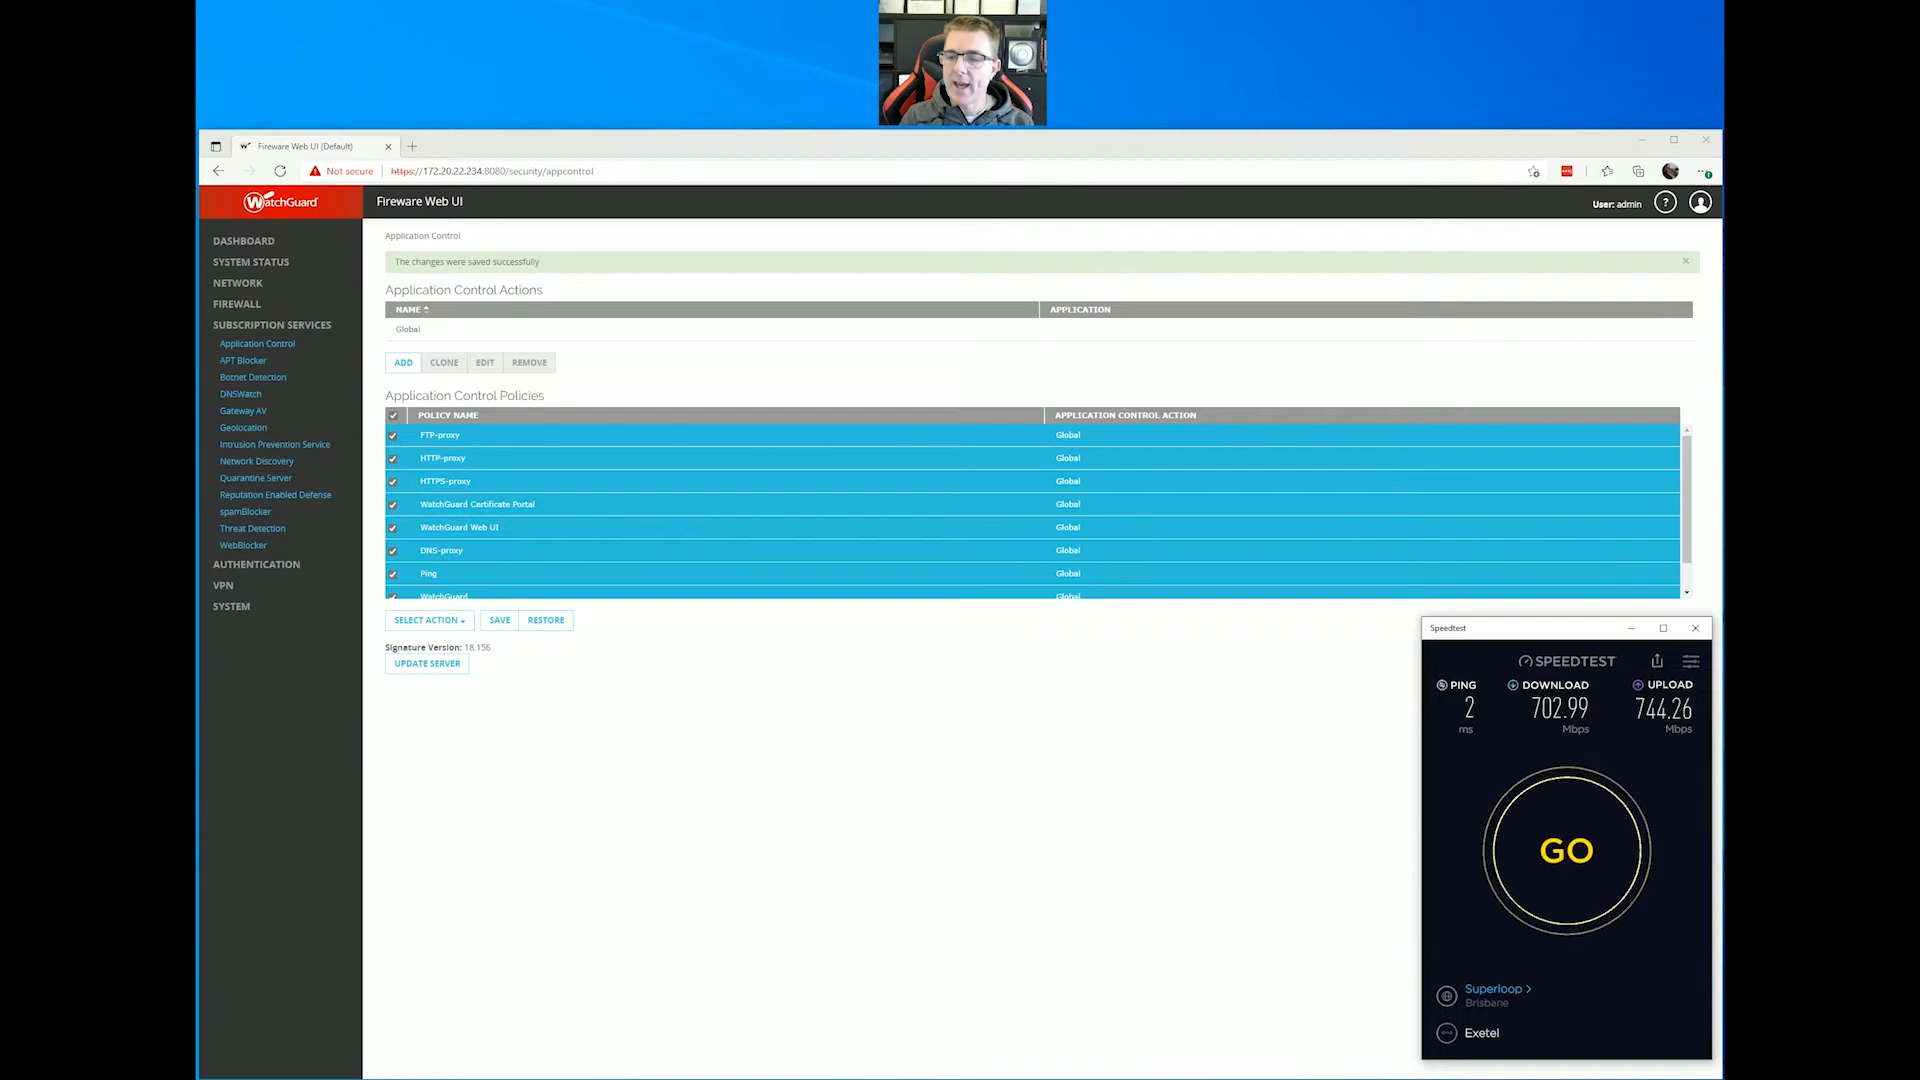 Fireware Web UI (Default)
Not secure
https://172.20.22.234:8080/security/appcontrol
WatchGuard
Fireware Web UI
User: admin
?
DASHBOARD
SYSTEM STATUS
NETWORK
FIREWALL
SUBSCRIPTION SERVICES
Application Control
APT Blocker
Botnet Detection
DNSWatch
Gateway AV
Geolocation
Intrusion Prevention Service
Network Discovery
Quarantine Server
Reputation Enabled Defense
spamBlocker
Threat Detection
WebBlocker
AUTHENTICATION
VPN
SYSTEM
Application Control
The changes were saved successfully
Application Control Actions
NAME APPLICATION
Global
ADD CLONE EDIT REMOVE
Application Control Policies
POLICY NAME APPLICATION CONTROL ACTION
FTP-proxy Global
HTTP-proxy Global
HTTPS-proxy Global
WatchGuard Certificate Portal Global
WatchGuard Web UI Global
DNS-proxy Global
Ping Global
WatchGuard Global
SELECT ACTION SAVE RESTORE
Signature Version: 18.156
UPDATE SERVER
Speedtest
SPEEDTEST
PING DOWNLOAD UPLOAD
2 702.99 744.26
ms Mbps Mbps
GO
Superloop >
Brisbane
Exetel